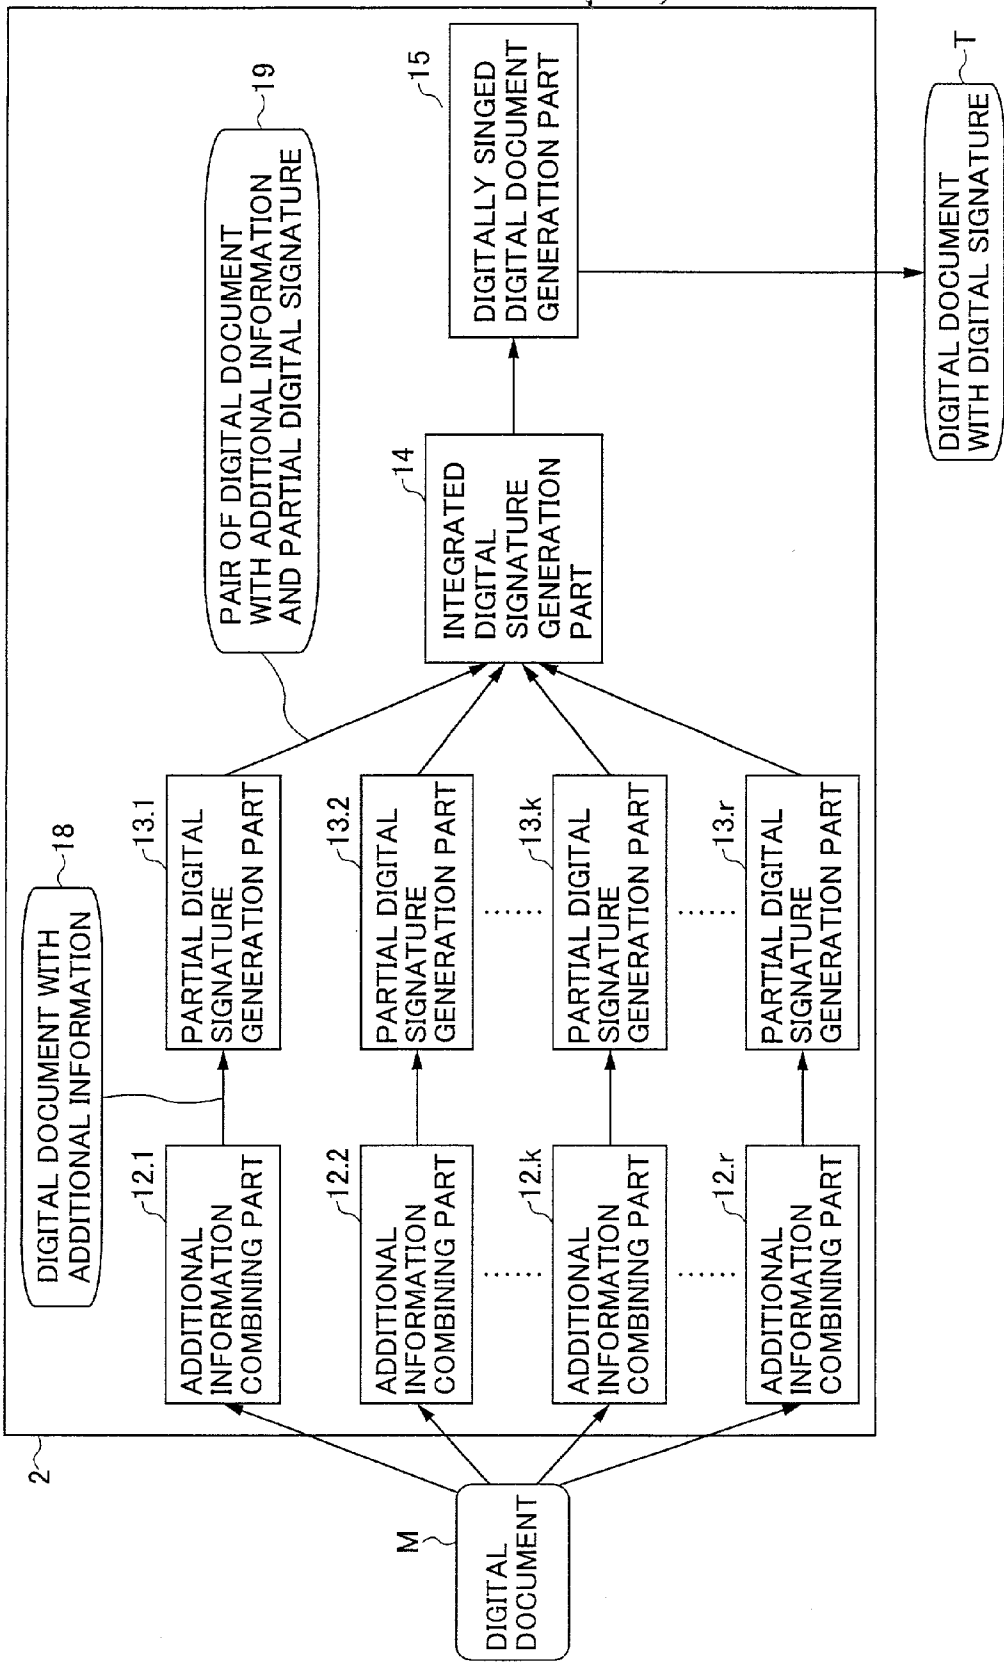 2
M
DIGITAL
DOCUMENT
12.1
ADDITIONAL
INFORMATION
COMBINING PART
12.2
ADDITIONAL
INFORMATION
COMBINING PART
12.k
ADDITIONAL
INFORMATION
COMBINING PART
12.r
ADDITIONAL
INFORMATION
COMBINING PART
18
DIGITAL DOCUMENT WITH
ADDITIONAL INFORMATION
13.1
PARTIAL DIGITAL
SIGNATURE
GENERATION PART
13.2
PARTIAL DIGITAL
SIGNATURE
GENERATION PART
13.k
PARTIAL DIGITAL
SIGNATURE
GENERATION PART
13.r
PARTIAL DIGITAL
SIGNATURE
GENERATION PART
19
PAIR OF DIGITAL DOCUMENT
WITH ADDITIONAL INFORMATION
AND PARTIAL DIGITAL SIGNATURE
14
INTEGRATED
DIGITAL
SIGNATURE
GENERATION
PART
15
DIGITALLY SINGED
DIGITAL DOCUMENT
GENERATION PART
T
DIGITAL DOCUMENT
WITH DIGITAL SIGNATURE